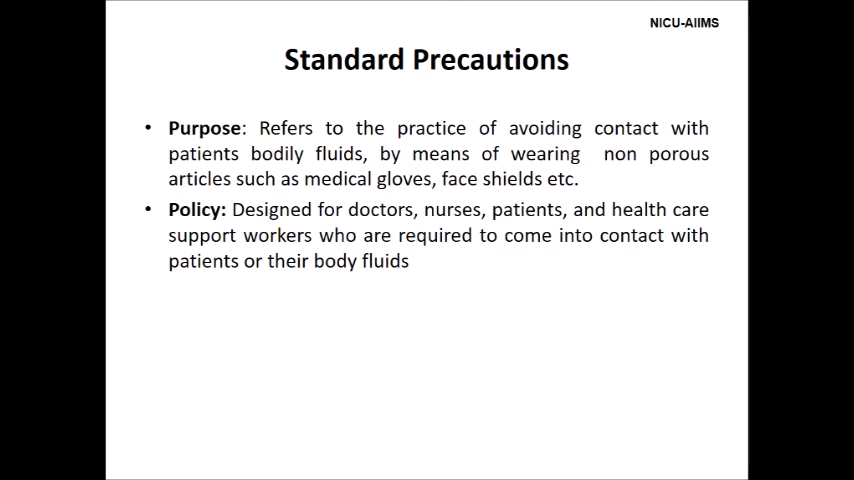 NICU-AIIMS
Standard Precautions
• Purpose: Refers to the practice of avoiding contact with
patients bodily fluids, by means of wearing non porous
articles such as medical gloves, face shields etc.
• Policy: Designed for doctors, nurses, patients, and health care
support workers who are required to come into contact with
patients or their body fluids